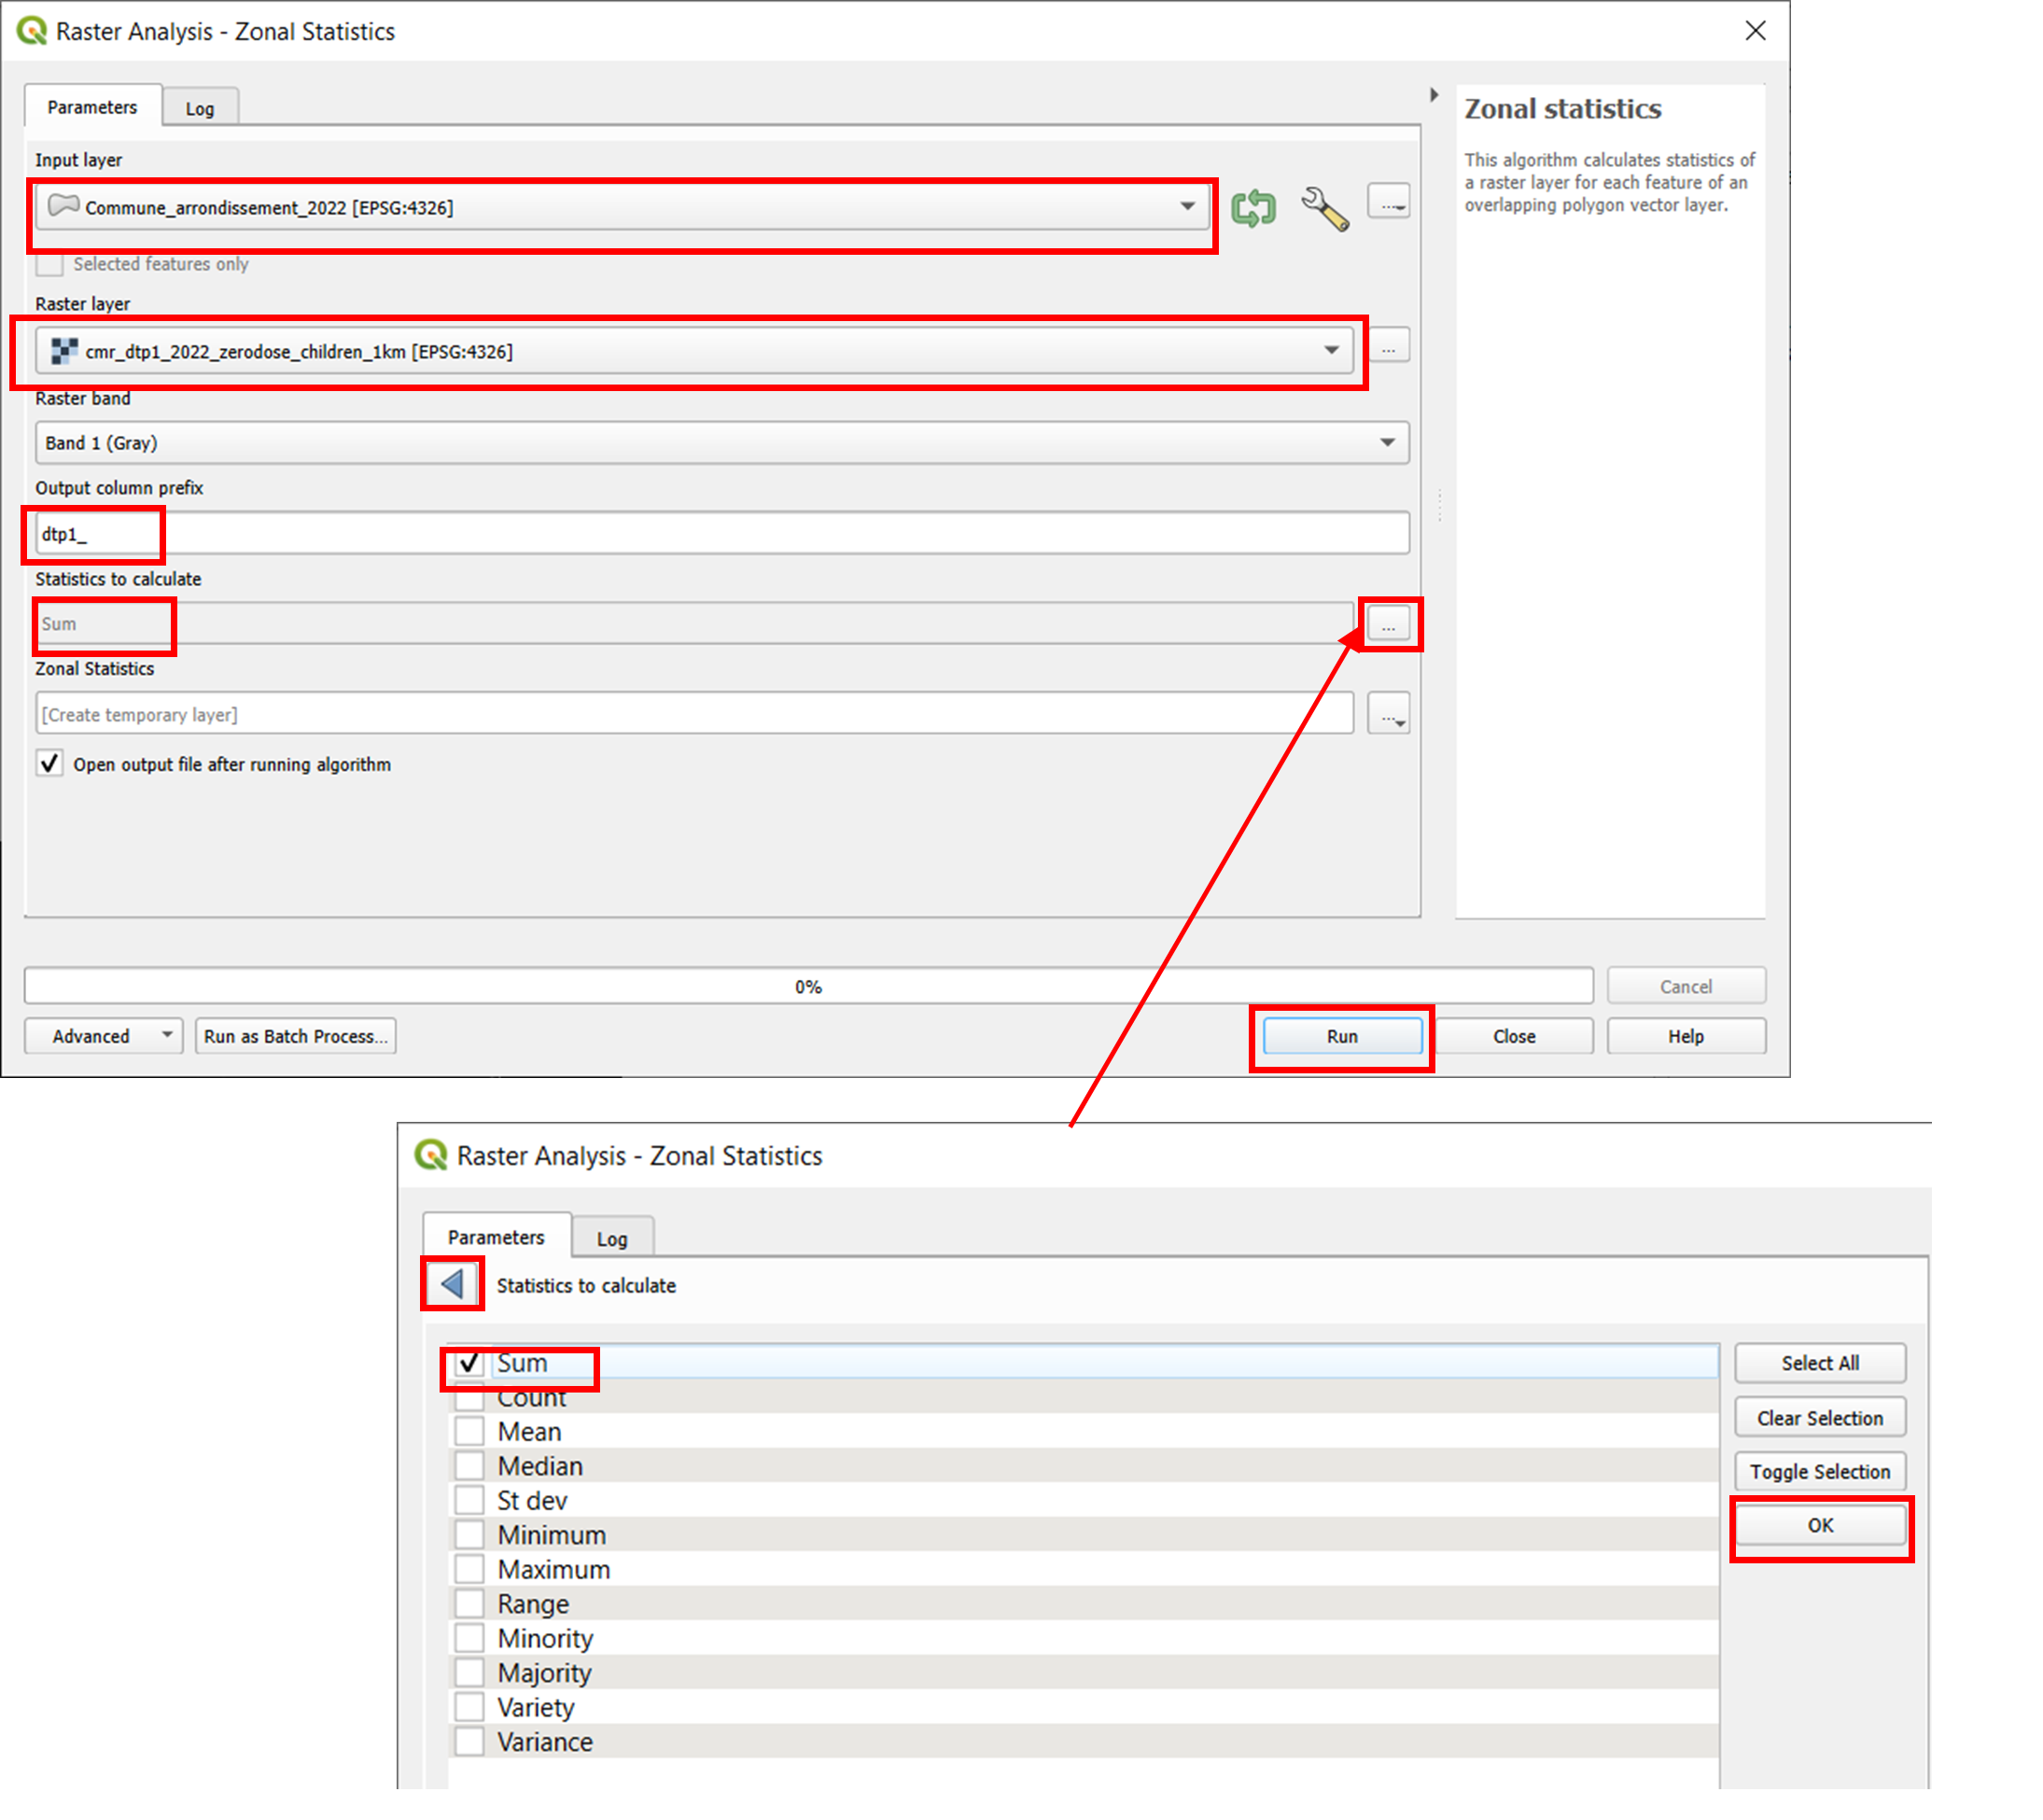 Raster Analysis - Zonal Statistics
Parameters
Log
Input layer
Commune_arrondissement_2022 [EPSG:4326]
...
Selected features only
Raster layer
cmr_dtp1_2022_zerodose_children_1km [EPSG:4326]
...
Raster band
Band 1 (Gray)
Output column prefix
dtp1_
Statistics to calculate
Sum
...
Zonal Statistics
[Create temporary layer]
...
Open output file after running algorithm
Zonal statistics
This algorithm calculates statistics of
a raster layer for each feature of an
overlapping polygon vector layer.
0%
Cancel
Advanced
Run as Batch Process...
Run
Close
Help
Raster Analysis - Zonal Statistics
Parameters
Log
Statistics to calculate
Sum
Count
Mean
Median
St dev
Minimum
Maximum
Range
Minority
Majority
Variety
Variance
Select All
Clear Selection
Toggle Selection
OK